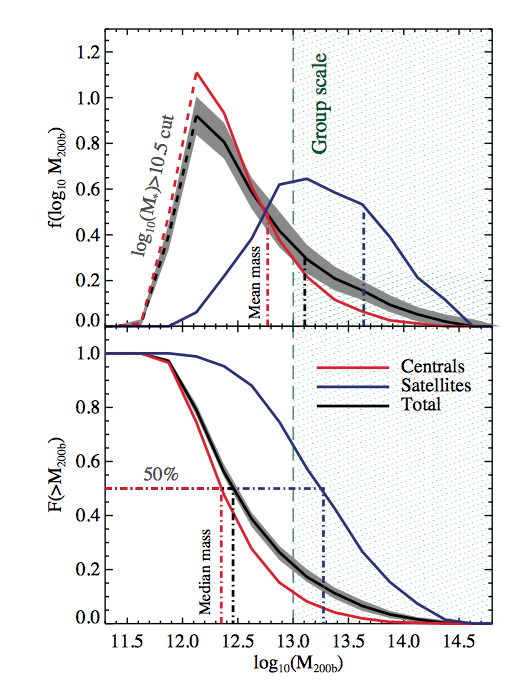 f(log10 M200b)
1.2
1.0
0.8
0.6
0.4
0.2
0.0
log10(M*)>10.5 cut
Mean mass
Group scale
F(>M200b)
1.0
0.8
0.6
0.4
0.2
0.0
Centrals
Satellites
Total
50%
Median mass
11.5 12.0 12.5 13.0 13.5 14.0 14.5
log10(M200b)